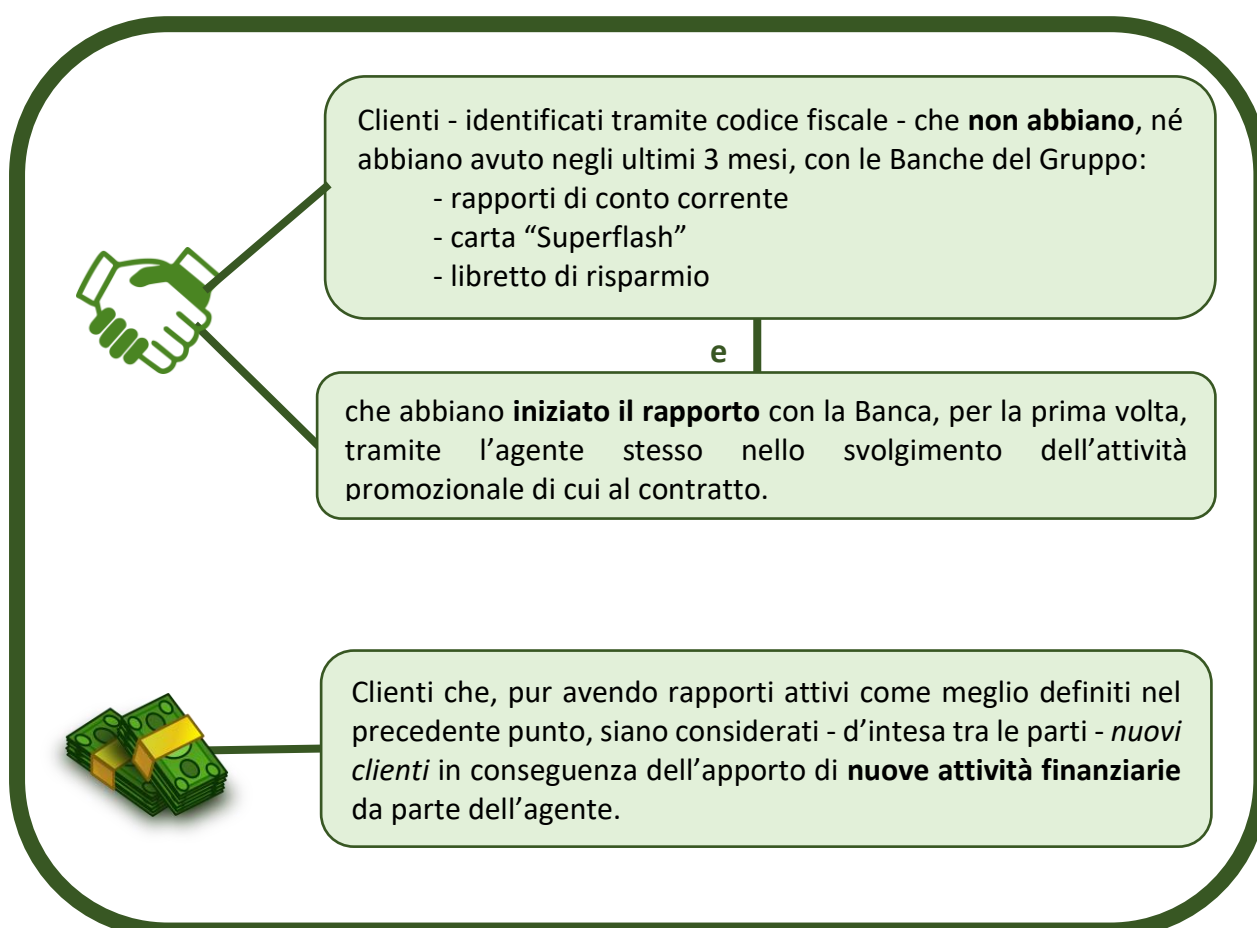 Clienti - identificati tramite codice fiscale - che non abbiano, né
abbiano avuto negli ultimi 3 mesi, con le Banche del Gruppo:
- rapporti di conto corrente
- carta “Superflash”
- libretto di risparmio
e
che abbiano iniziato il rapporto con la Banca, per la prima volta,
tramite l’agente stesso nello svolgimento dell’attività
promozionale di cui al contratto.
Clienti che, pur avendo rapporti attivi come meglio definiti nel
precedente punto, siano considerati - d’intesa tra le parti - nuovi
clienti in conseguenza dell’apporto di nuove attività finanziarie
da parte dell’agente.